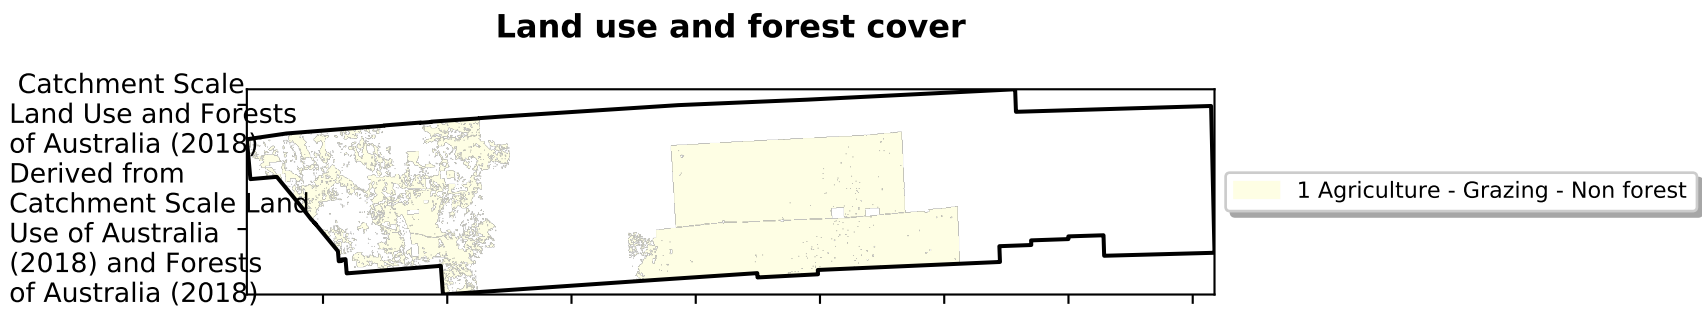 Land use and forest cover
Catchment Scale
Land Use and Forests
of Australia (2018)
Derived from
Catchment Scale Land
Use of Australia
(2018) and Forests
of Australia (2018)
1 Agriculture - Grazing - Non forest